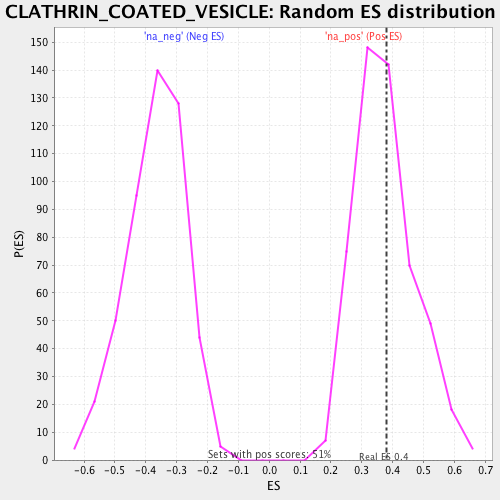 CLATHRIN_COATED_VESICLE: Random ES distribution
'na_neg' (Neg ES) 'na_pos' (Pos ES)
150
140
130
120
110
100
90
80
70
60
50
40
30
20
10
0
P(ES)
Sets with pos scores: 51%
Real ES 0.4
-0.6 -0.5 -0.4 -0.3 -0.2 -0.1 0.0 0.1 0.2 0.3 0.4 0.5 0.6 0.7
ES